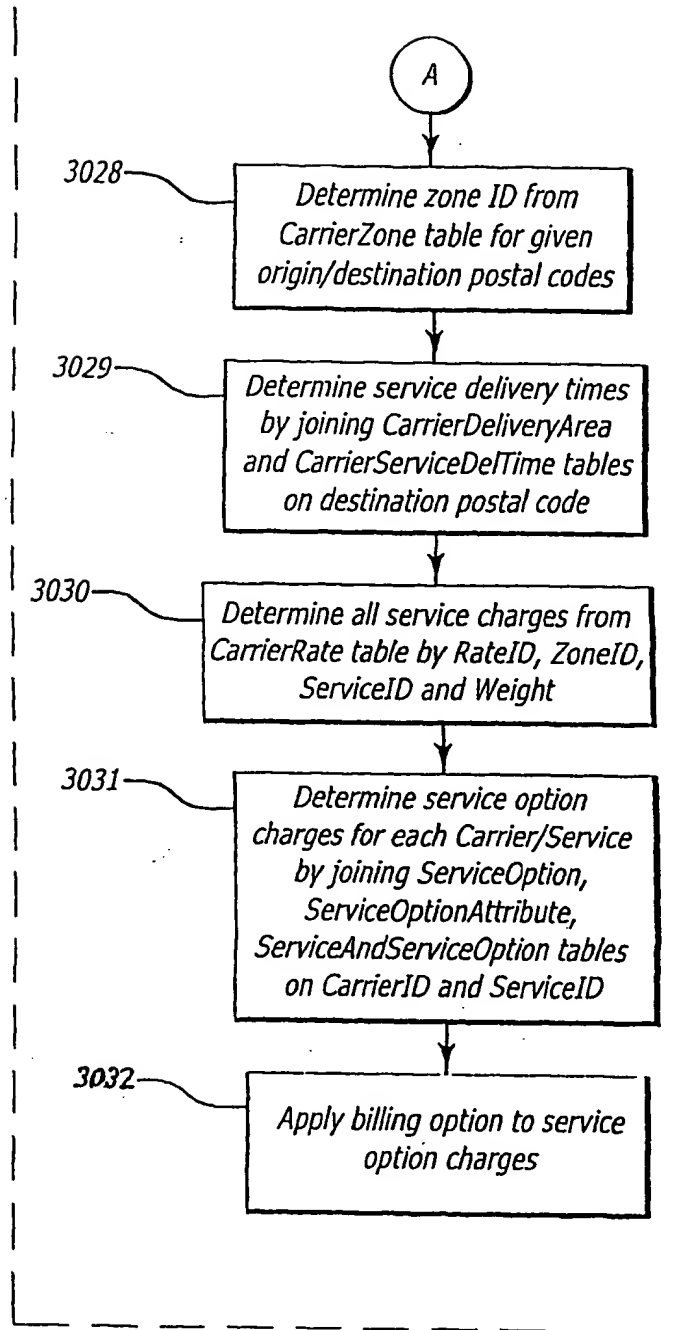 A
3028
Determine zone ID from
CarrierZone table for given
origin/destination postal codes
3029
Determine service delivery times
by joining CarrierDeliveryArea
and CarrierServiceDelTime tables
on destination postal code
3030
Determine all service charges from
CarrierRate table by RateID, ZoneID,
ServiceID and Weight
3031
Determine service option
charges for each Carrier/Service
by joining ServiceOption,
ServiceOptionAttribute,
ServiceAndServiceOption tables
on CarrierID and ServiceID
3032
Apply billing option to service
option charges